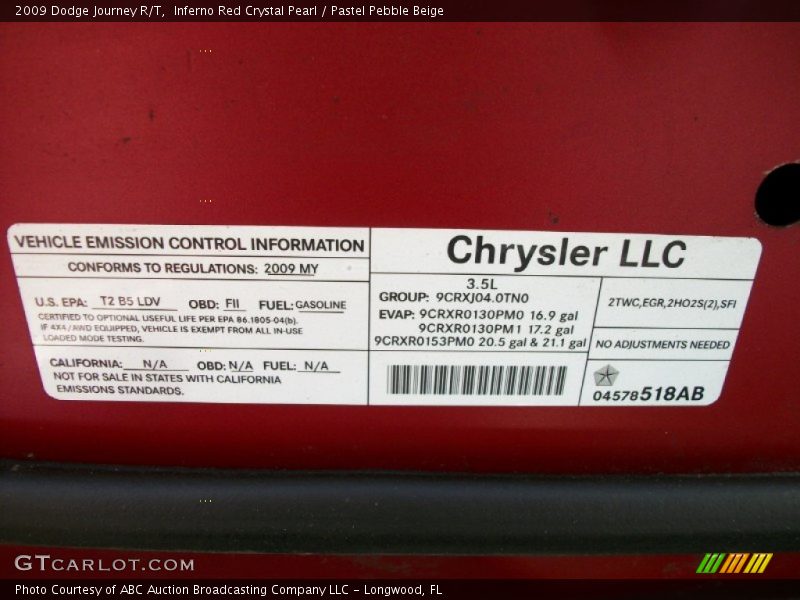 2009 Dodge Journey R/T,  Inferno Red Crystal Pearl / Pastel Pebble Beige
VEHICLE EMISSION CONTROL INFORMATION
CONFORMS TO REGULATIONS: 2009 MY
U.S. EPA: T2 B5 LDV OBD: FII FUEL: GASOLINE
CERTIFIED TO OPTIONAL USEFUL LIFE PER EPA 86.1805-04(b).
IF 4X4/AWD EQUIPPED, VEHICLE IS EXEMPT FROM ALL IN-USE
LOADED MODE TESTING.
CALIFORNIA: N/A OBD: N/A FUEL: N/A
NOT FOR SALE IN STATES WITH CALIFORNIA
EMISSIONS STANDARDS.
Chrysler LLC
3.5L
GROUP: 9CRXJ04.0TN0
EVAP: 9CRXR0130PM0 16.9 gal
9CRXR0130PM1 17.2 gal
9CRXR0153PM0 20.5 gal & 21.1 gal
2TWC,EGR,2HO2S(2),SFI
NO ADJUSTMENTS NEEDED
04578518AB
GTCARLOT.COM
Photo Courtesy of ABC Auction Broadcasting Company LLC - Longwood, FL